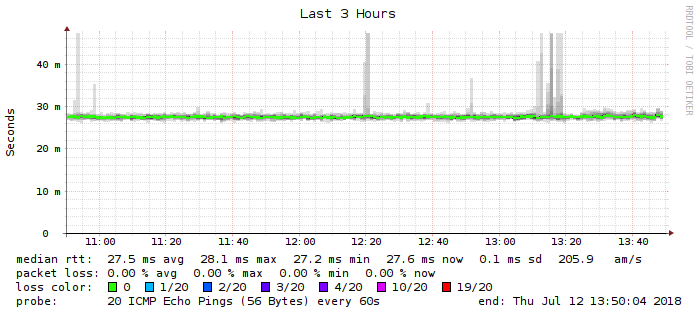 Last 3 Hours
RRDTOOL / TOBI OETIKER
Seconds
40 m
30 m
20 m
10 m
0
11:00 11:20 11:40 12:00 12:20 12:40 13:00 13:20 13:40
median rtt: 27.5 ms avg 28.1 ms max 27.2 ms min 27.6 ms now 0.1 ms sd 205.9 am/s
packet loss: 0.00 % avg 0.00 % max 0.00 % min 0.00 % now
loss color: 0 1/20 2/20 3/20 4/20 10/20 19/20
probe: 20 ICMP Echo Pings (56 Bytes) every 60s end: Thu Jul 12 13:50:04 2018